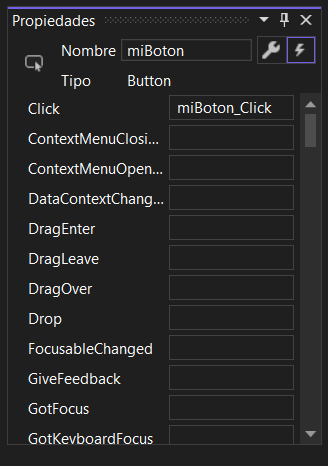 Propiedades
Nombre miBoton
Tipo Button
Click miBoton_Click
ContextMenuClosi...
ContextMenuOpen...
DataContextChang...
DragEnter
DragLeave
DragOver
Drop
FocusableChanged
GiveFeedback
GotFocus
GotKeyboardFocus